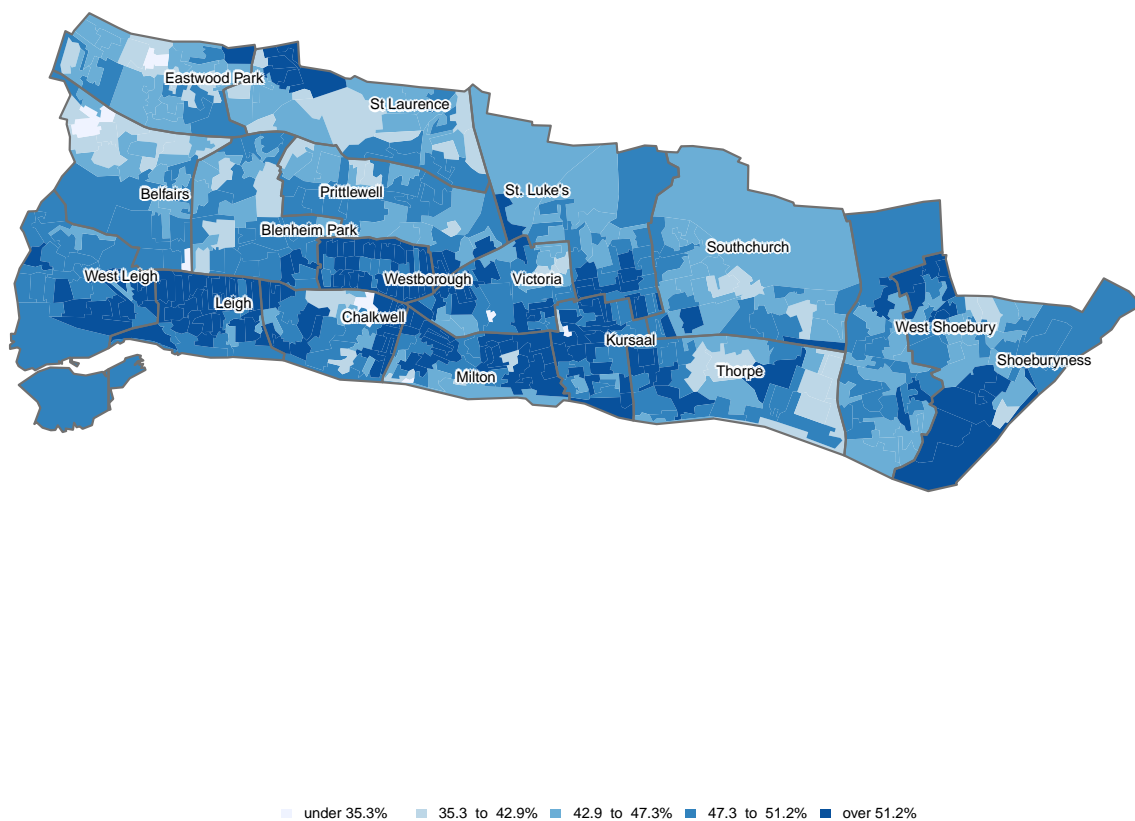 Eastwood Park
St Laurence
Belfairs
Prittlewell
St. Luke's
Blenheim Park
Southchurch
West Leigh
Westborough
Victoria
Leigh
Chalkwell
West Shoebury
Kursaal
Shoeburyness
Milton
Thorpe
under 35.3%
35.3 to 42.9%
42.9 to 47.3%
47.3 to 51.2%
over 51.2%